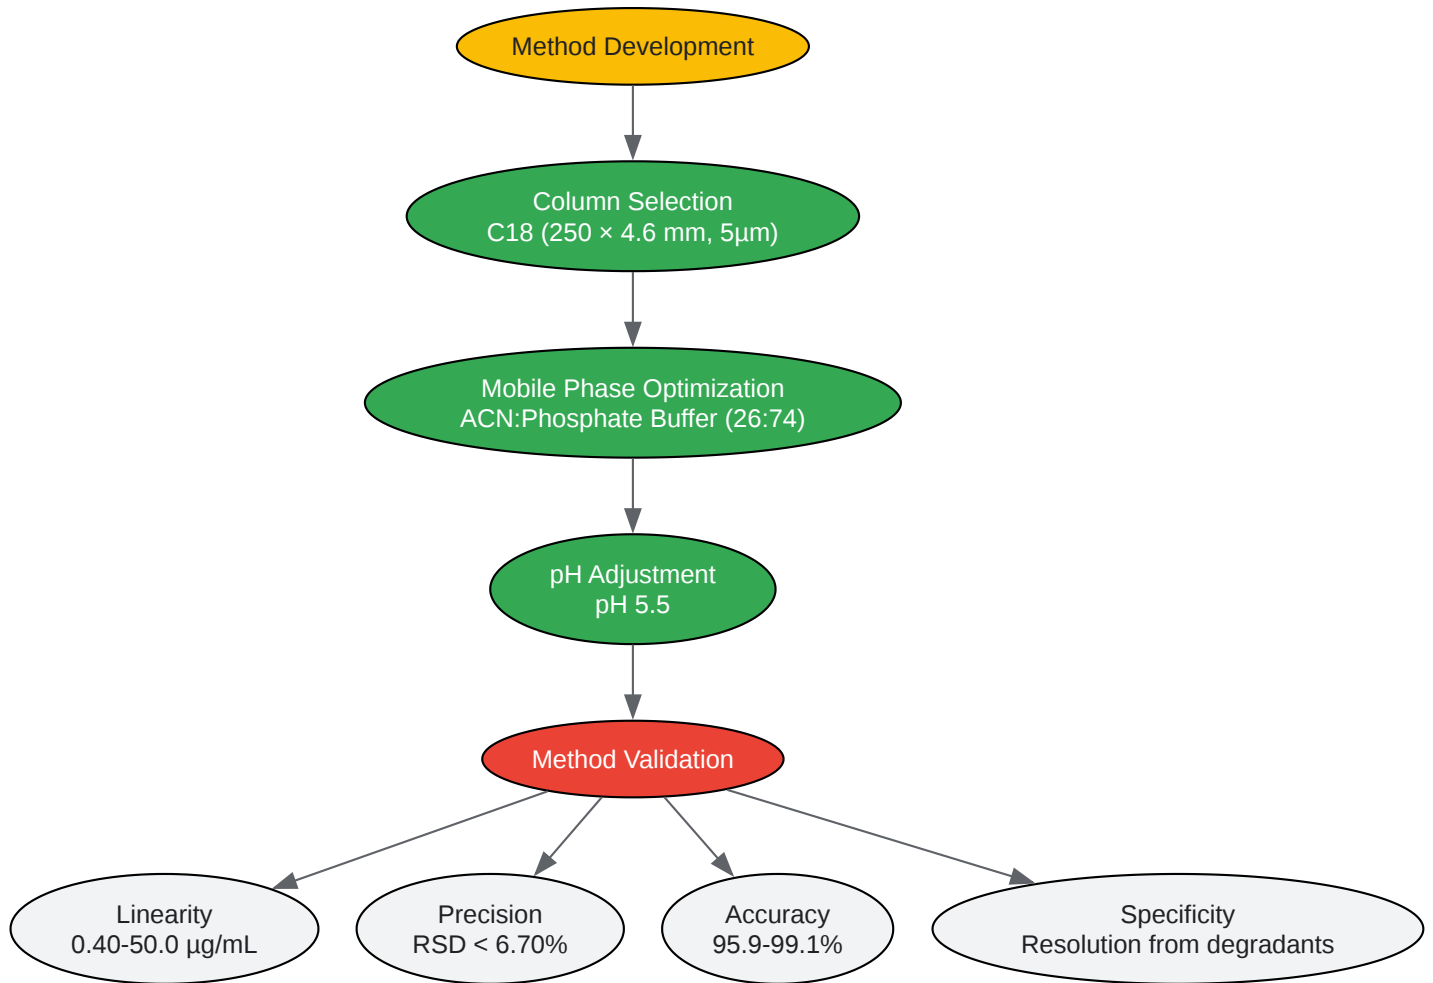 Method Development
Column Selection
C18 (250 × 4.6 mm, 5µm)
Mobile Phase Optimization
ACN:Phosphate Buffer (26:74)
pH Adjustment
pH 5.5
Method Validation
Linearity
0.40-50.0 µg/mL
Precision
RSD < 6.70%
Accuracy
95.9-99.1%
Specificity
Resolution from degradants